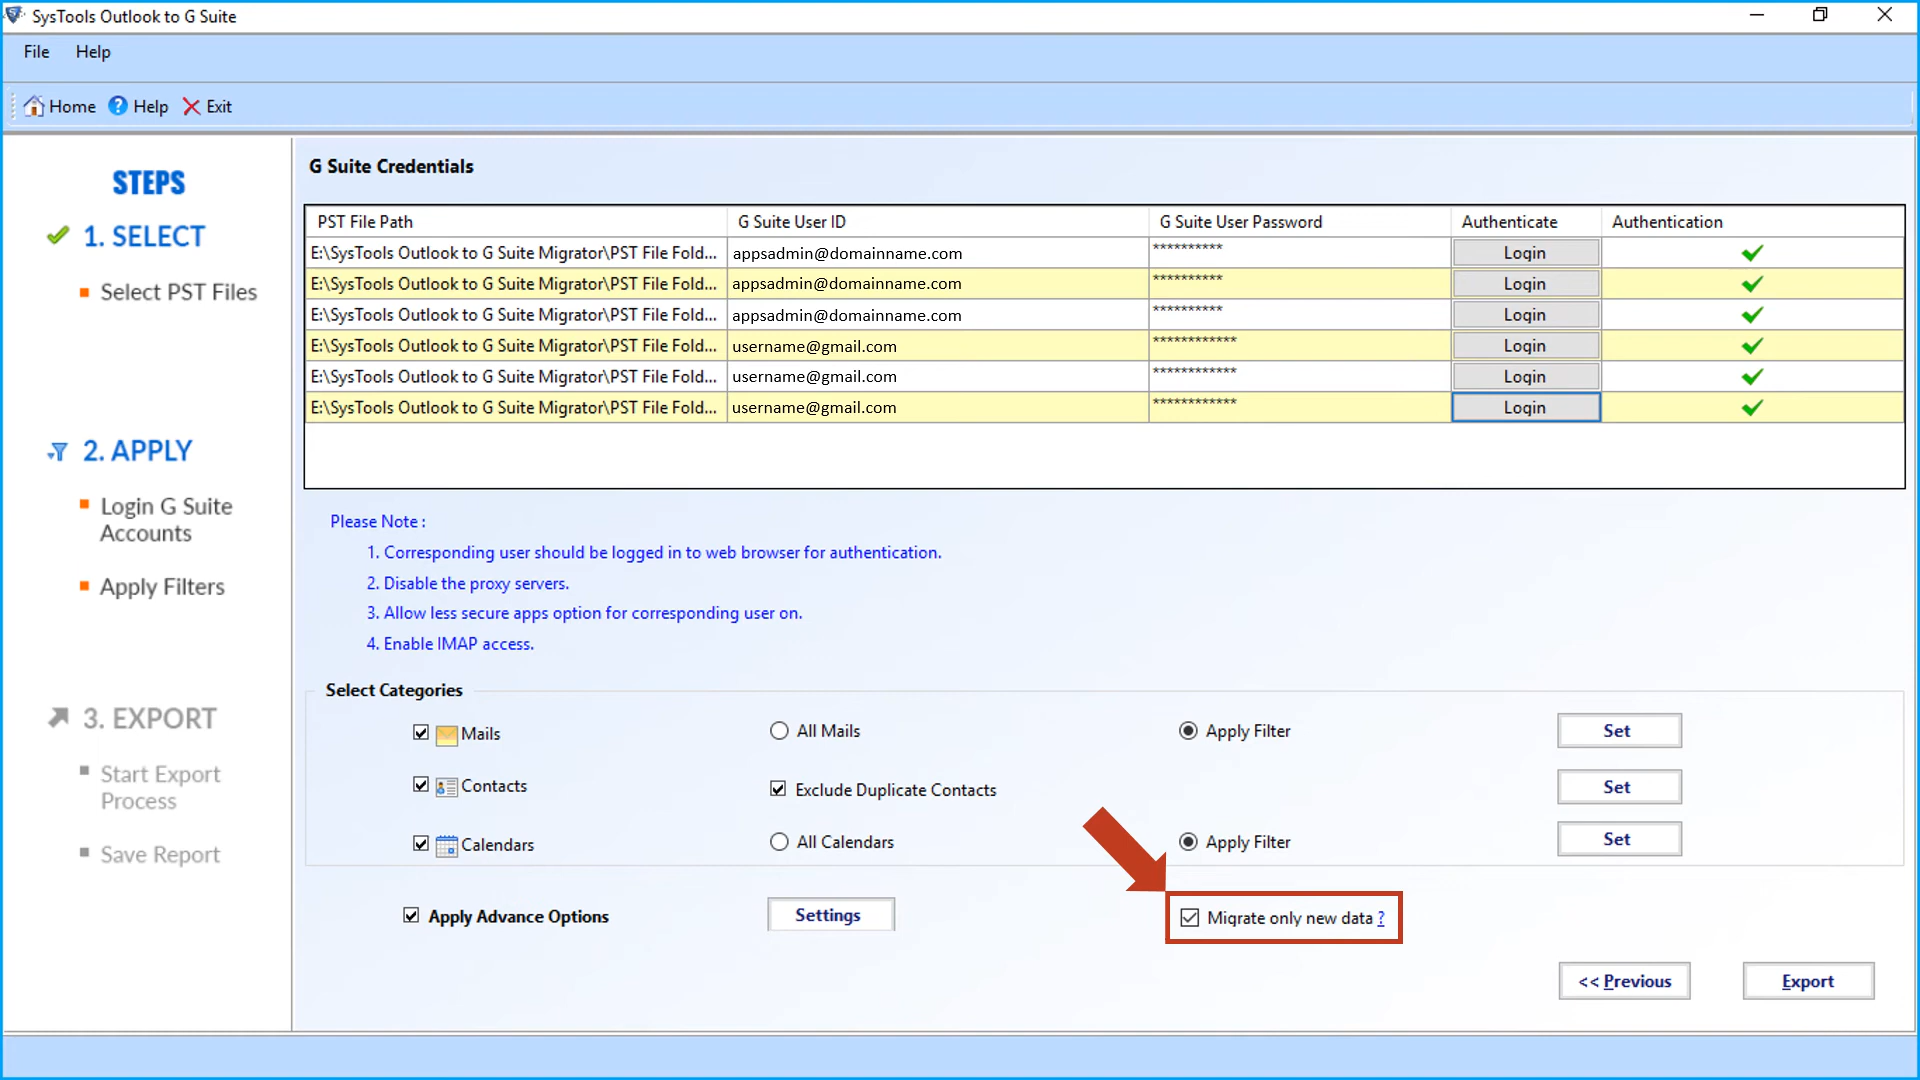 SysTools Outlook to G Suite
File Help
Home Help Exit
STEPS
1. SELECT
Select PST Files
2. APPLY
Login G Suite
Accounts
Apply Filters
3. EXPORT
Start Export
Process
Save Report
G Suite Credentials
PST File Path G Suite User ID G Suite User Password Authenticate Authentication
E:\SysTools Outlook to G Suite Migrator\PST File Fold... appsadmin@domainname.com ********** Login
E:\SysTools Outlook to G Suite Migrator\PST File Fold... appsadmin@domainname.com ********** Login
E:\SysTools Outlook to G Suite Migrator\PST File Fold... appsadmin@domainname.com ********** Login
E:\SysTools Outlook to G Suite Migrator\PST File Fold... username@gmail.com ************ Login
E:\SysTools Outlook to G Suite Migrator\PST File Fold... username@gmail.com ************ Login
E:\SysTools Outlook to G Suite Migrator\PST File Fold... username@gmail.com ************ Login
Please Note :
1. Corresponding user should be logged in to web browser for authentication.
2. Disable the proxy servers.
3. Allow less secure apps option for corresponding user on.
4. Enable IMAP access.
Select Categories
Mails All Mails Apply Filter Set
Contacts Exclude Duplicate Contacts Set
Calendars All Calendars Apply Filter Set
Apply Advance Options Settings Migrate only new data ?
<< Previous Export